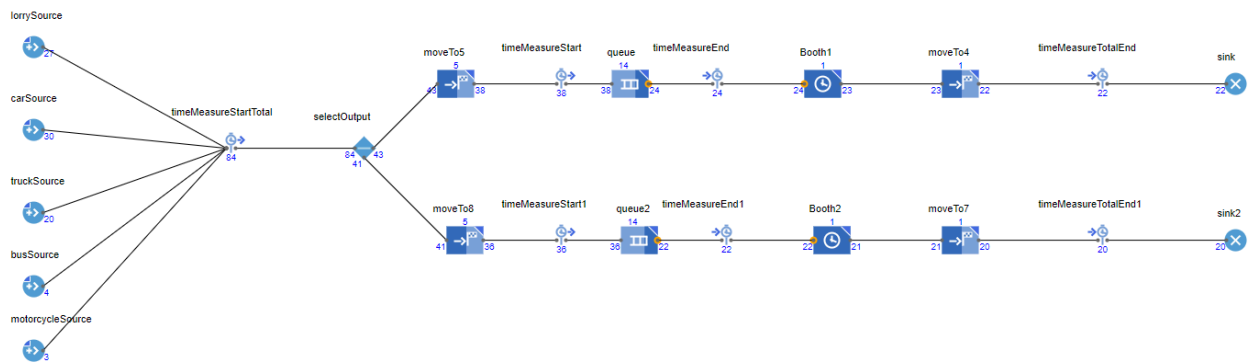 lorrySource
27
carSource
30
truckSource
20
busSource
4
motorcycleSource
3
timeMeasureStartTotal
84
selectOutput
84 43
41
moveTo5
5
43 38
timeMeasureStart
38
queue
14
38 24
timeMeasureEnd
24
Booth1
1
24 23
moveTo4
1
23 22
timeMeasureTotalEnd
22
sink
22
moveTo8
5
41 36
timeMeasureStart1
36
queue2
14
36 22
timeMeasureEnd1
22
Booth2
1
22 21
moveTo7
1
21 20
timeMeasureTotalEnd1
20
sink2
20